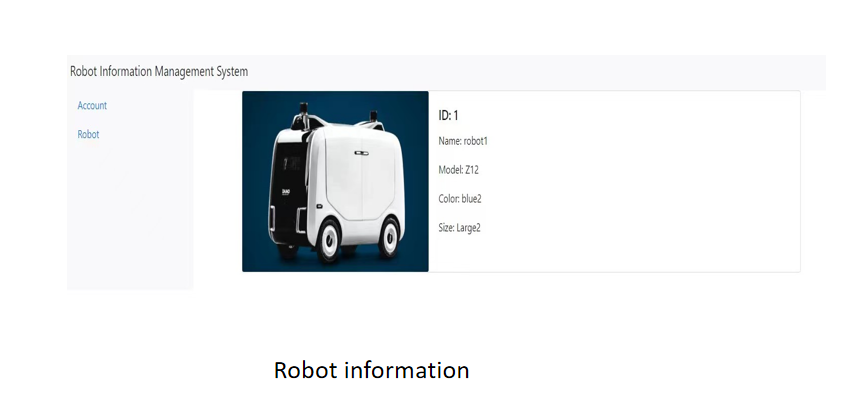 Robot Information Management System
Account
Robot
ID: 1
Name: robot1
Model: Z12
Color: blue2
Size: Large2
Robot information